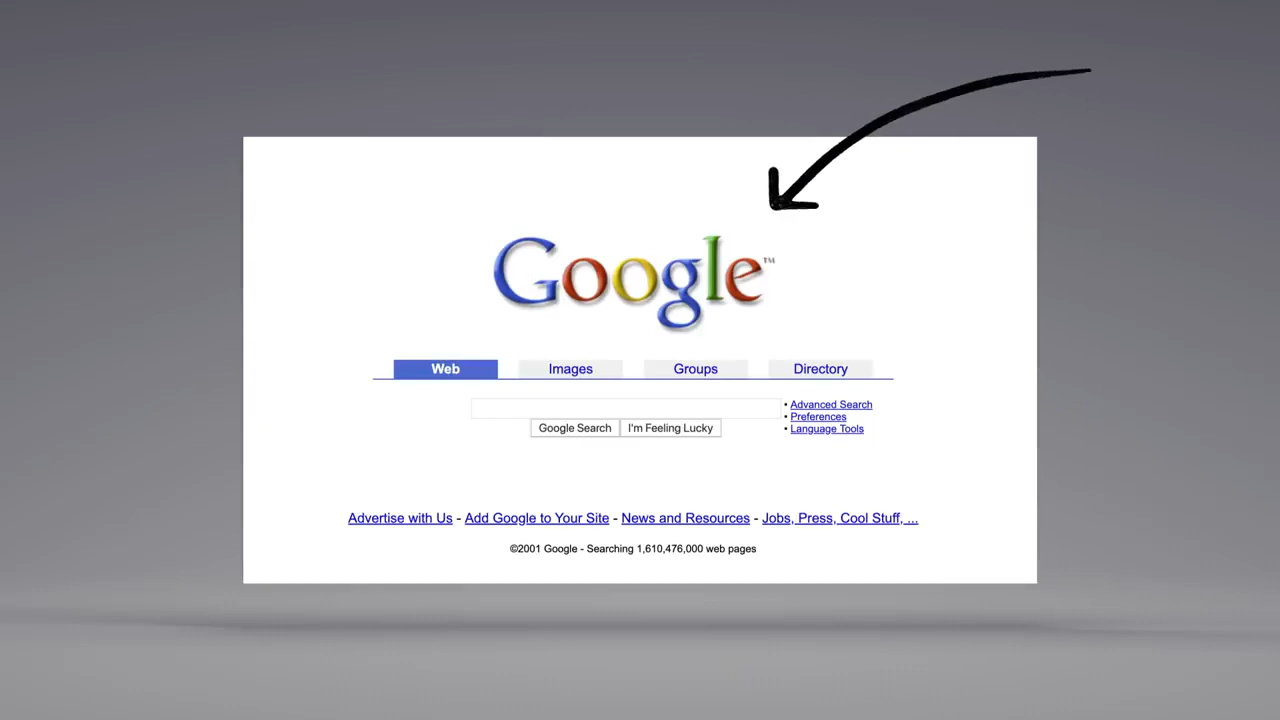 Google™
Web Images Groups Directory
• Advanced Search
• Preferences
• Language Tools
Google Search I'm Feeling Lucky
Advertise with Us - Add Google to Your Site - News and Resources - Jobs, Press, Cool Stuff, ...
©2001 Google - Searching 1,610,476,000 web pages